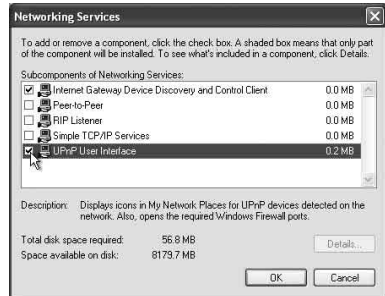 Networking Services
To add or remove a component, click the check box. A shaded box means that only part
of the component will be installed. To see what's included in a component, click Details.
Subcomponents of Networking Services:
Internet Gateway Device Discovery and Control Client 0.0 MB
Peer-to-Peer 0.0 MB
RIP Listener 0.0 MB
Simple TCP/IP Services 0.0 MB
UPnP User Interface 0.2 MB
Description: Displays icons in My Network Places for UPnP devices detected on the
network. Also, opens the required Windows Firewall ports.
Total disk space required: 56.8 MB
Space available on disk: 8179.7 MB
Details...
OK Cancel